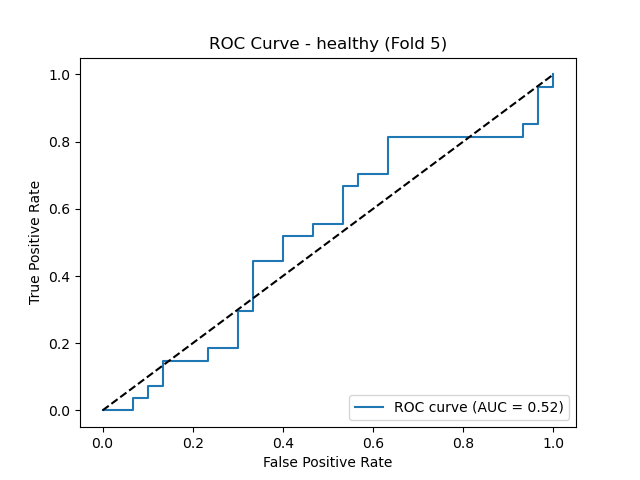 ROC Curve - healthy (Fold 5)
1.0
0.8
0.6
0.4
0.2
0.0
True Positive Rate
ROC curve (AUC = 0.52)
0.0 0.2 0.4 0.6 0.8 1.0
False Positive Rate